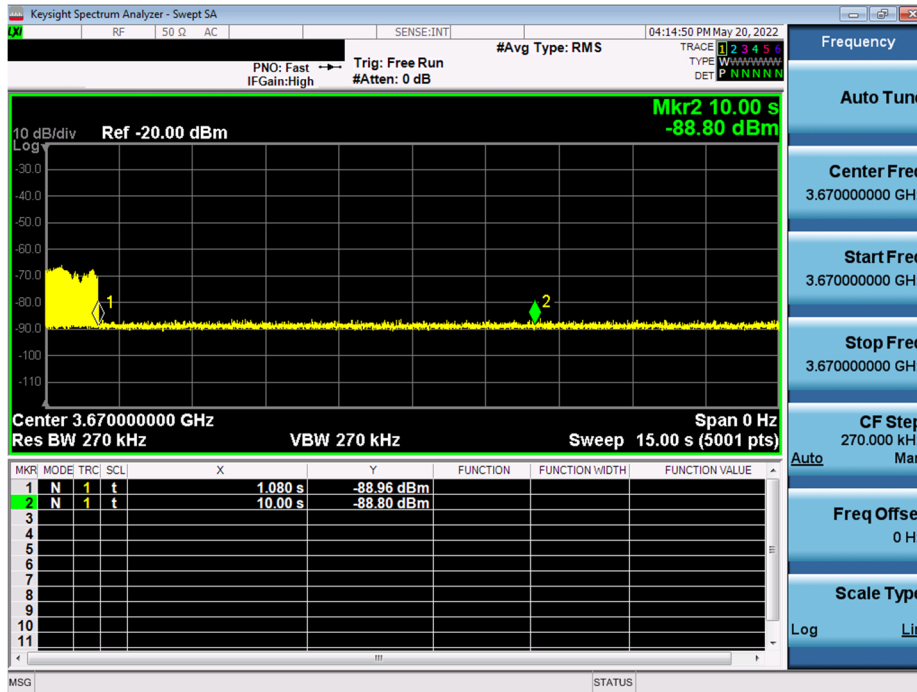 Keysight Spectrum Analyzer - Swept SA
LXI RF 50 Ω AC SENSE:INT 04:14:50 PM May 20, 2022
#Avg Type: RMS TRACE 1 2 3 4 5 6
PNO: Fast Trig: Free Run TYPE WWWWWW
IFGain:High #Atten: 0 dB DET P N N N N N
Mkr2 10.00 s
-88.80 dBm
10 dB/div Ref -20.00 dBm
Log
-30.0
-40.0
-50.0
-60.0
-70.0
-80.0
-90.0
-100
-110
1
2
Center 3.670000000 GHz Span 0 Hz
Res BW 270 kHz VBW 270 kHz Sweep 15.00 s (5001 pts)
MKR MODE TRC SCL X Y FUNCTION FUNCTION WIDTH FUNCTION VALUE
1 N 1 t 1.080 s -88.96 dBm
2 N 1 t 10.00 s -88.80 dBm
3
4
5
6
7
8
9
10
11
MSG STATUS
Frequency
Auto Tun
Center Fre
3.670000000 GH
Start Fre
3.670000000 GH
Stop Fre
3.670000000 GH
CF Step
270.000 kH
Auto Ma
Freq Offse
0 H
Scale Type
Log Li